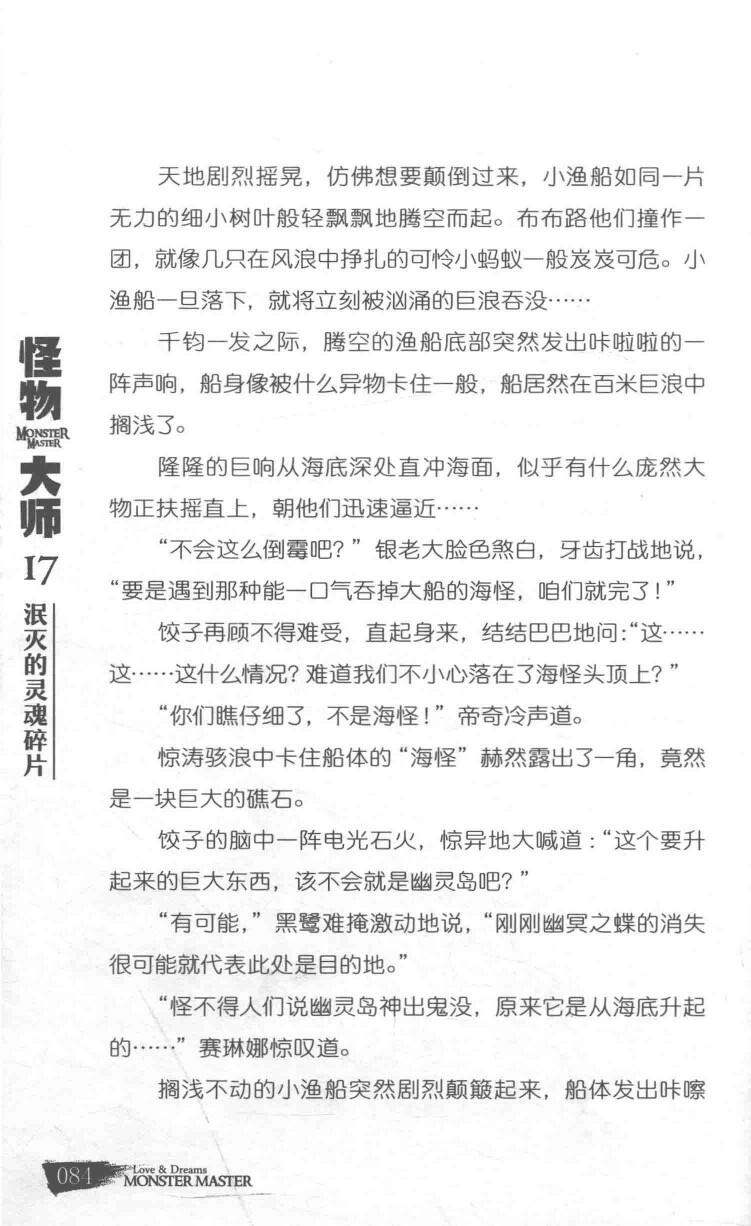 天地剧烈摇晃，仿佛想要颠倒过来，小渔船如同一片
无力的细小树叶般轻飘飘地腾空而起。布布路他们撞作一
团，就像几只在风浪中挣扎的可怜小蚂蚁一般岌岌可危。小
渔船一旦落下，就将立刻被汹涌的巨浪吞没……
千钧一发之际，腾空的渔船底部突然发出咔啦啦的一
阵声响，船身像被什么异物卡住一般，船居然在百米巨浪中
搁浅了。
隆隆的巨响从海底深处直冲海面，似乎有什么庞然大
物正扶摇直上，朝他们迅速逼近……
“不会这么倒霉吧？”银老大脸色煞白，牙齿打战地说，
“要是遇到那种能一口气吞掉大船的海怪，咱们就完了！”
饺子再顾不得难受，直起身来，结结巴巴地问：“这……
这……这什么情况？难道我们不小心落在了海怪头顶上？”
“你们瞧仔细了，不是海怪！”帝奇冷声道。
惊涛骇浪中卡住船体的“海怪”赫然露出了一角，竟然
是一块巨大的礁石。
饺子的脑中一阵电光石火，惊异地大喊道：“这个要升
起来的巨大东西，该不会就是幽灵岛吧？”
“有可能，”黑鹭难掩激动地说，“刚刚幽冥之蝶的消失
很可能就代表此处是目的地。”
“怪不得人们说幽灵岛神出鬼没，原来它是从海底升起
的……”赛琳娜惊叹道。
搁浅不动的小渔船突然剧烈颠簸起来，船体发出咔嚓
怪物
MONSTER
MASTER
大师
17
泯灭的灵魂碎片
084
Love & Dreams
MONSTER MASTER